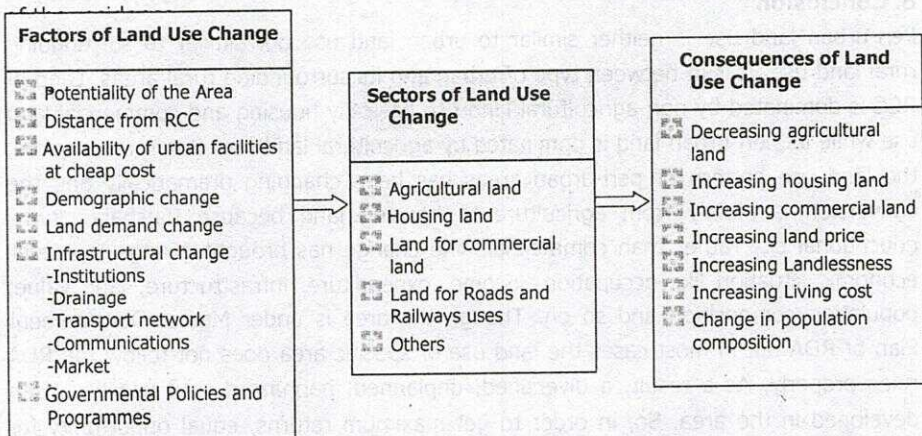 Factors of Land Use Change
Potentiality of the Area
Distance from RCC
Availability of urban facilities
at cheap cost
Demographic change
Land demand change
Infrastructural change
-Institutions
-Drainage
-Transport network
-Communications
-Market
Governmental Policies and
Programmes
Sectors of Land Use
Change
Agricultural land
Housing land
Land for commercial
land
Land for Roads and
Railways uses
Others
Consequences of Land
Use Change
Decreasing agricultural
land
Increasing housing land
Increasing commercial land
Increasing land price
Increasing Landlessness
Increasing Living cost
Change in population
composition